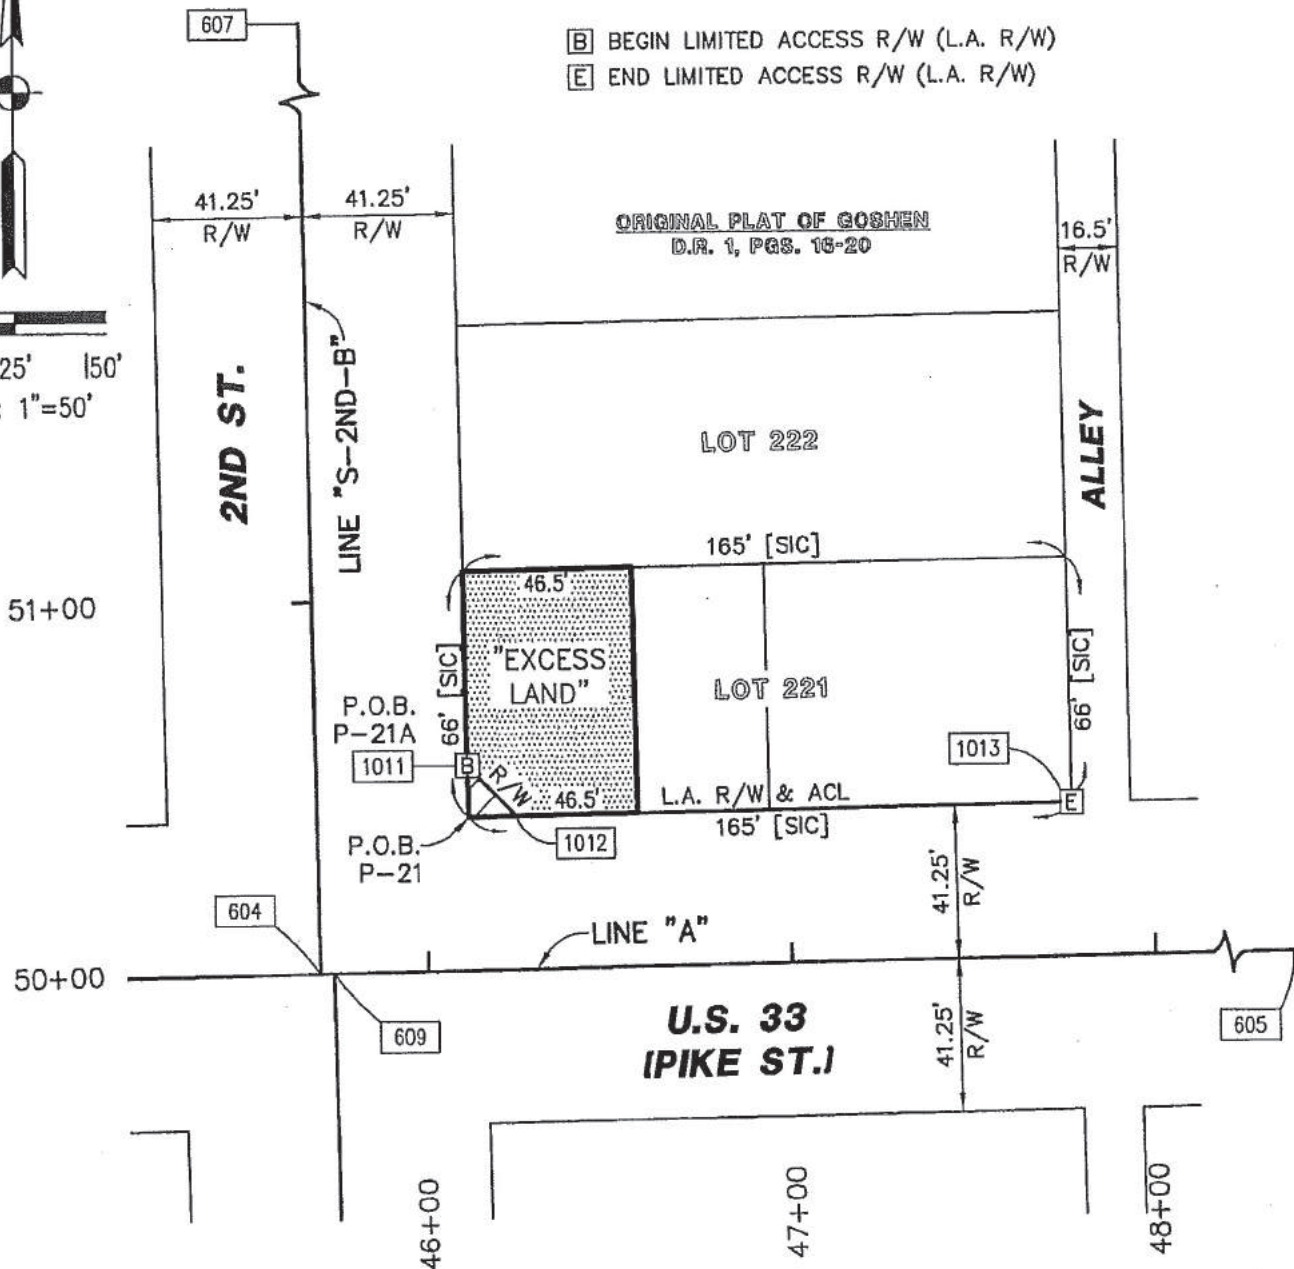 607
B BEGIN LIMITED ACCESS R/W (L.A. R/W)
E END LIMITED ACCESS R/W (L.A. R/W)
41.25'
R/W
41.25'
R/W
ORIGINAL PLAT OF GOSHEN
D.R. 1, PGS. 16-20
16.5'
R/W
25' 50'
: 1"=50'
2ND ST.
LINE "S-2ND-B"
LOT 222
ALLEY
165' [SIC]
46.5'
51+00
"EXCESS
LAND"
66' [SIC]
LOT 221
66' [SIC]
P.O.B.
P-21A
1011
B
R/W
46.5'
L.A. R/W & ACL
1013
E
165' [SIC]
1012
P.O.B.
P-21
41.25'
R/W
604
LINE "A"
50+00
609
U.S. 33
(PIKE ST.)
41.25'
R/W
605
46+00
47+00
48+00